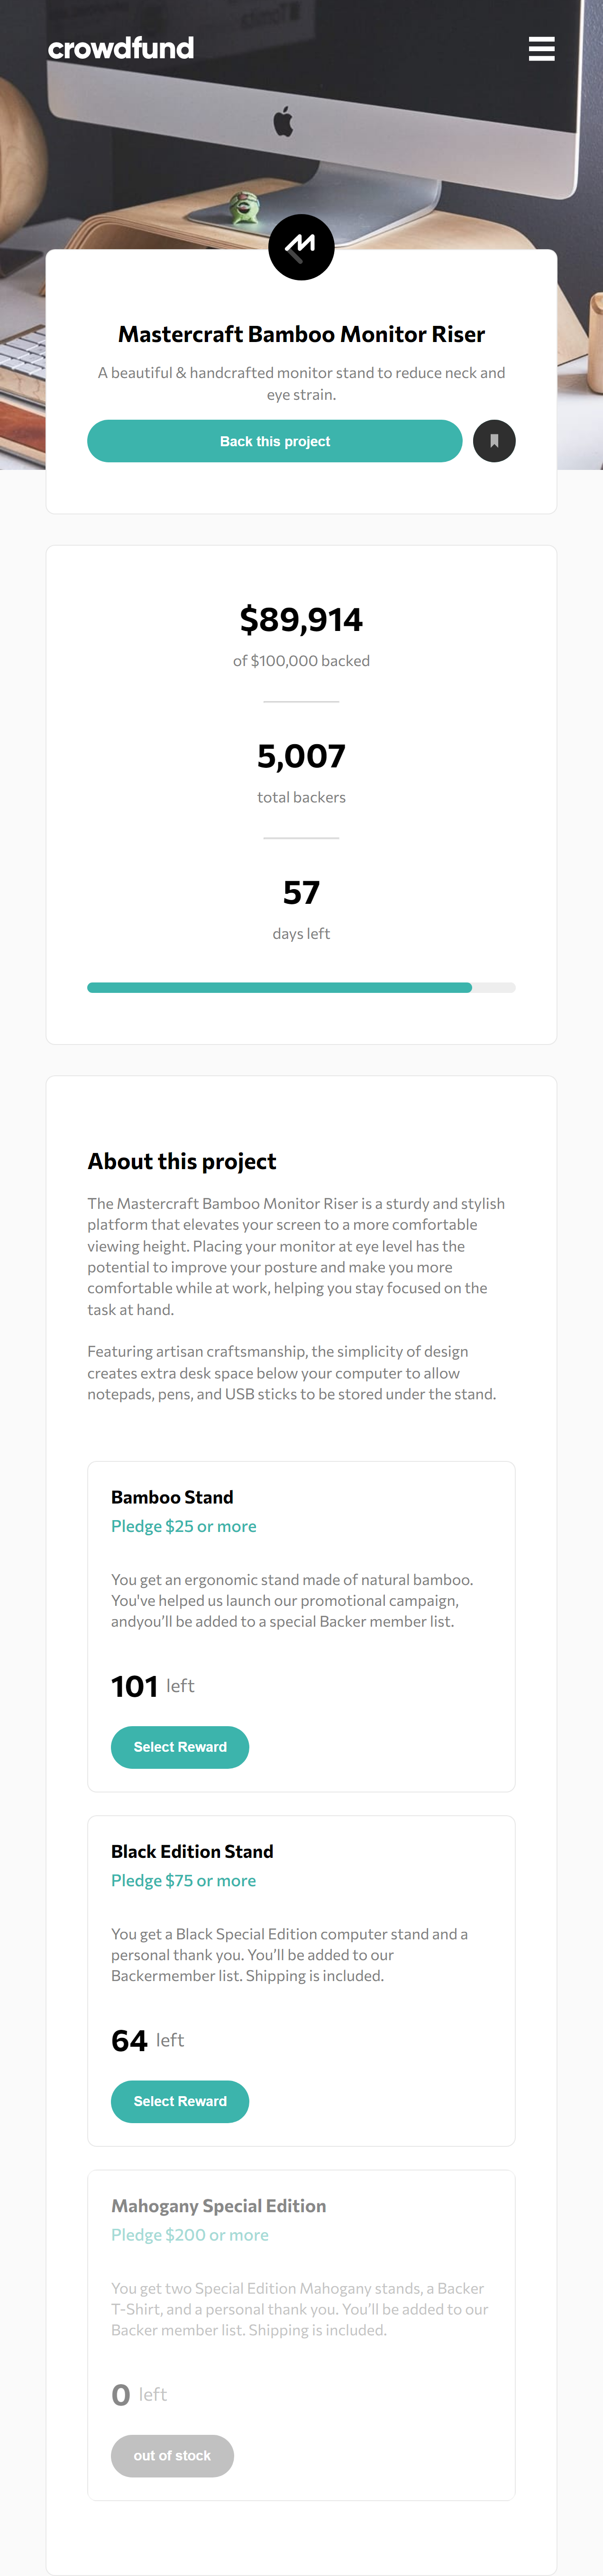 crowdfund
Mastercraft Bamboo Monitor Riser
A beautiful & handcrafted monitor stand to reduce neck and
eye strain.
Back this project
$89,914
of $100,000 backed
5,007
total backers
57
days left
About this project
The Mastercraft Bamboo Monitor Riser is a sturdy and stylish
platform that elevates your screen to a more comfortable
viewing height. Placing your monitor at eye level has the
potential to improve your posture and make you more
comfortable while at work, helping you stay focused on the
task at hand.
Featuring artisan craftsmanship, the simplicity of design
creates extra desk space below your computer to allow
notepads, pens, and USB sticks to be stored under the stand.
Bamboo Stand
Pledge $25 or more
You get an ergonomic stand made of natural bamboo.
You've helped us launch our promotional campaign,
andyou’ll be added to a special Backer member list.
101 left
Select Reward
Black Edition Stand
Pledge $75 or more
You get a Black Special Edition computer stand and a
personal thank you. You’ll be added to our
Backermember list. Shipping is included.
64 left
Select Reward
Mahogany Special Edition
Pledge $200 or more
You get two Special Edition Mahogany stands, a Backer
T-Shirt, and a personal thank you. You’ll be added to our
Backer member list. Shipping is included.
0 left
out of stock